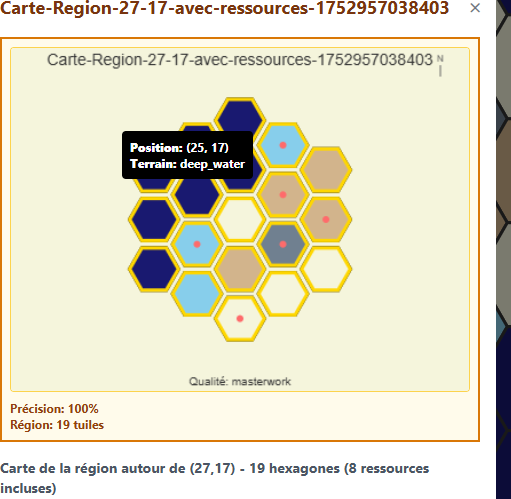 Carte-Region-27-17-avec-ressources-1752957038403 ×
Carte-Region-27-17-avec-ressources-1752957038403 N
Position: (25, 17)
Terrain: deep_water
Qualité: masterwork
Précision: 100%
Région: 19 tuiles
Carte de la région autour de (27,17) - 19 hexagones (8 ressources
incluses)